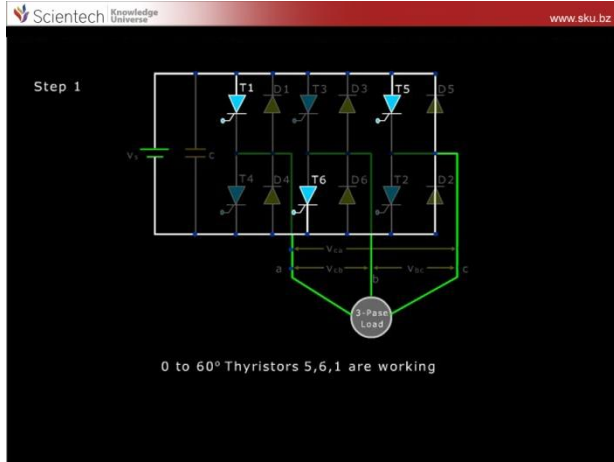 Scientech Knowledge Universe
www.sku.bz
Step 1
T1 D1 T3 D3 T5 D5
Vs C
T4 D4 T6 D6 T2 D2
Vca
a Vcb b Vbc c
3-Pase
Load
0 to 60° Thyristors 5,6,1 are working